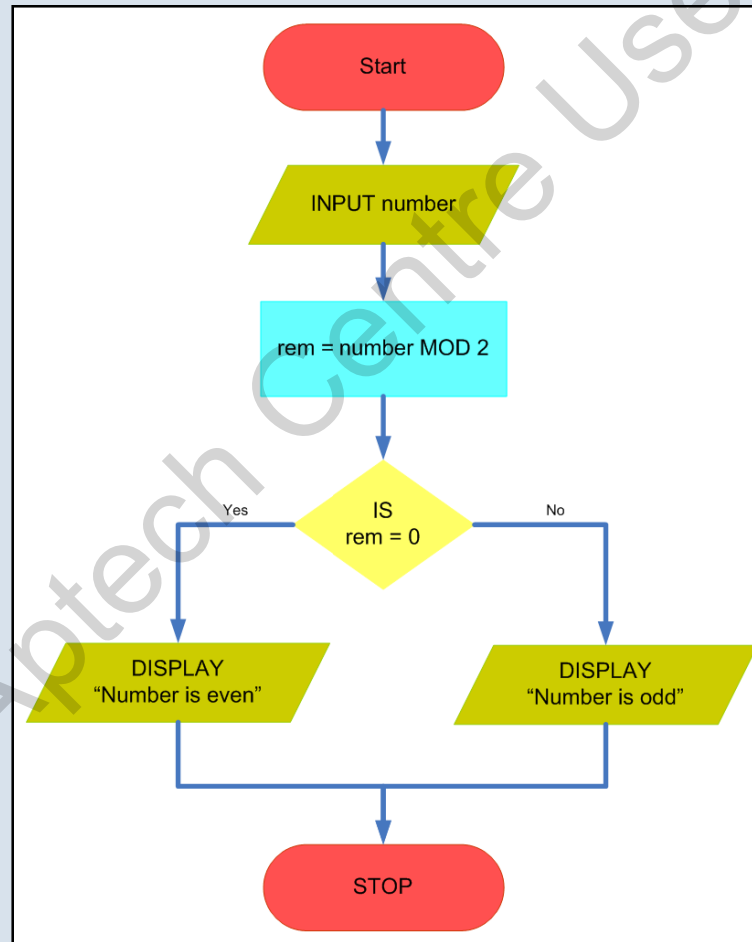 Start
INPUT number
rem = number MOD 2
IS
rem = 0
Yes
No
DISPLAY
“Number is even”
DISPLAY
“Number is odd”
STOP
Aptech Centre Use